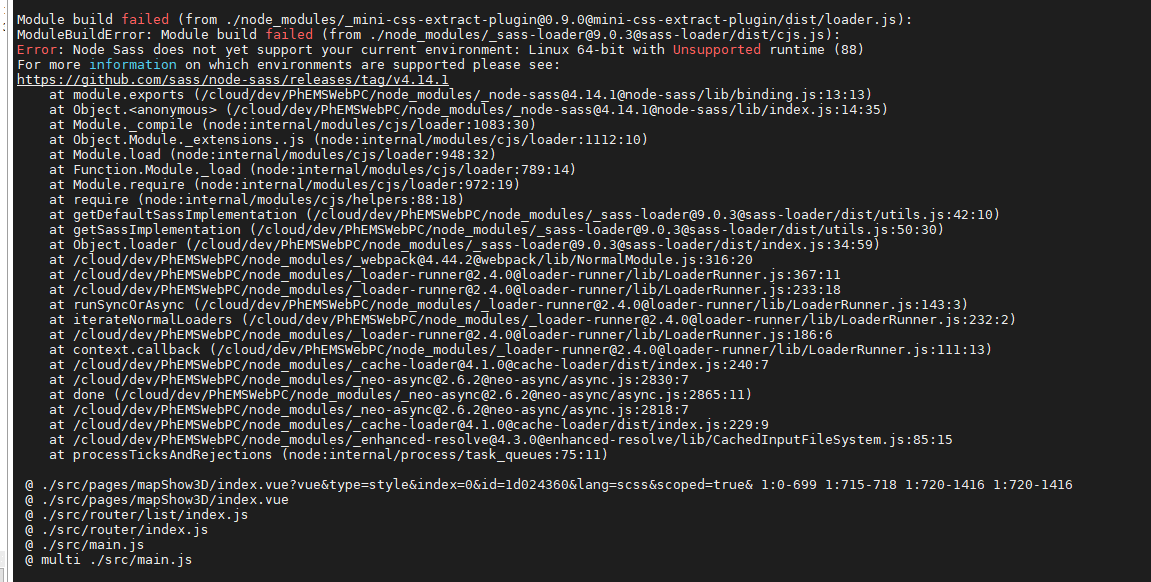 Module build failed (from ./node_modules/_mini-css-extract-plugin@0.9.0@mini-css-extract-plugin/dist/loader.js):
ModuleBuildError: Module build failed (from ./node_modules/_sass-loader@9.0.3@sass-loader/dist/cjs.js):
Error: Node Sass does not yet support your current environment: Linux 64-bit with Unsupported runtime (88)
For more information on which environments are supported please see:
https://github.com/sass/node-sass/releases/tag/v4.14.1
    at module.exports (/cloud/dev/PhEMSWebPC/node_modules/_node-sass@4.14.1@node-sass/lib/binding.js:13:13)
    at Object.<anonymous> (/cloud/dev/PhEMSWebPC/node_modules/_node-sass@4.14.1@node-sass/lib/index.js:14:35)
    at Module._compile (node:internal/modules/cjs/loader:1083:30)
    at Object.Module._extensions..js (node:internal/modules/cjs/loader:1112:10)
    at Module.load (node:internal/modules/cjs/loader:948:32)
    at Function.Module._load (node:internal/modules/cjs/loader:789:14)
    at Module.require (node:internal/modules/cjs/loader:972:19)
    at require (node:internal/modules/cjs/helpers:88:18)
    at getDefaultSassImplementation (/cloud/dev/PhEMSWebPC/node_modules/_sass-loader@9.0.3@sass-loader/dist/utils.js:42:10)
    at getSassImplementation (/cloud/dev/PhEMSWebPC/node_modules/_sass-loader@9.0.3@sass-loader/dist/utils.js:50:30)
    at Object.loader (/cloud/dev/PhEMSWebPC/node_modules/_sass-loader@9.0.3@sass-loader/dist/index.js:34:59)
    at /cloud/dev/PhEMSWebPC/node_modules/_webpack@4.44.2@webpack/lib/NormalModule.js:316:20
    at /cloud/dev/PhEMSWebPC/node_modules/_loader-runner@2.4.0@loader-runner/lib/LoaderRunner.js:367:11
    at /cloud/dev/PhEMSWebPC/node_modules/_loader-runner@2.4.0@loader-runner/lib/LoaderRunner.js:233:18
    at runSyncOrAsync (/cloud/dev/PhEMSWebPC/node_modules/_loader-runner@2.4.0@loader-runner/lib/LoaderRunner.js:143:3)
    at iterateNormalLoaders (/cloud/dev/PhEMSWebPC/node_modules/_loader-runner@2.4.0@loader-runner/lib/LoaderRunner.js:232:2)
    at /cloud/dev/PhEMSWebPC/node_modules/_loader-runner@2.4.0@loader-runner/lib/LoaderRunner.js:186:6
    at context.callback (/cloud/dev/PhEMSWebPC/node_modules/_loader-runner@2.4.0@loader-runner/lib/LoaderRunner.js:111:13)
    at /cloud/dev/PhEMSWebPC/node_modules/_cache-loader@4.1.0@cache-loader/dist/index.js:240:7
    at /cloud/dev/PhEMSWebPC/node_modules/_neo-async@2.6.2@neo-async/async.js:2830:7
    at done (/cloud/dev/PhEMSWebPC/node_modules/_neo-async@2.6.2@neo-async/async.js:2865:11)
    at /cloud/dev/PhEMSWebPC/node_modules/_neo-async@2.6.2@neo-async/async.js:2818:7
    at /cloud/dev/PhEMSWebPC/node_modules/_cache-loader@4.1.0@cache-loader/dist/index.js:229:9
    at /cloud/dev/PhEMSWebPC/node_modules/_enhanced-resolve@4.3.0@enhanced-resolve/lib/CachedInputFileSystem.js:85:15
    at processTicksAndRejections (node:internal/process/task_queues:75:11)

 @ ./src/pages/mapShow3D/index.vue?vue&type=style&index=0&id=1d024360&lang=scss&scoped=true& 1:0-699 1:715-718 1:720-1416 1:720-1416
 @ ./src/pages/mapShow3D/index.vue
 @ ./src/router/list/index.js
 @ ./src/router/index.js
 @ ./src/main.js
 @ multi ./src/main.js